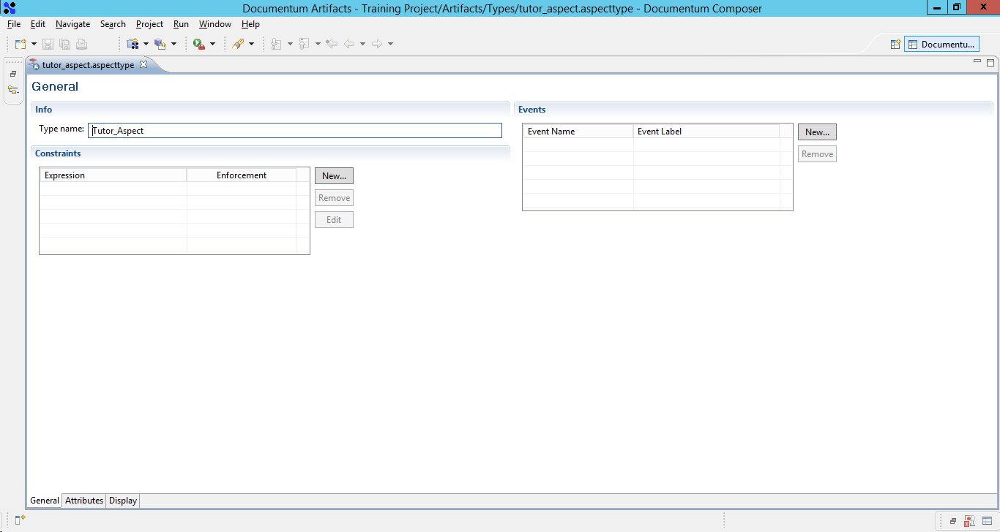 Documentum Artifacts - Training Project/Artifacts/Types/tutor_aspect.aspecttype - Documentum Composer
File Edit Navigate Search Project Run Window Help
Documentu...
tutor_aspect.aspecttype
General
Info
Type name: Tutor_Aspect
Constraints
Expression Enforcement
New...
Remove
Edit
Events
Event Name Event Label
New...
Remove
General Attributes Display